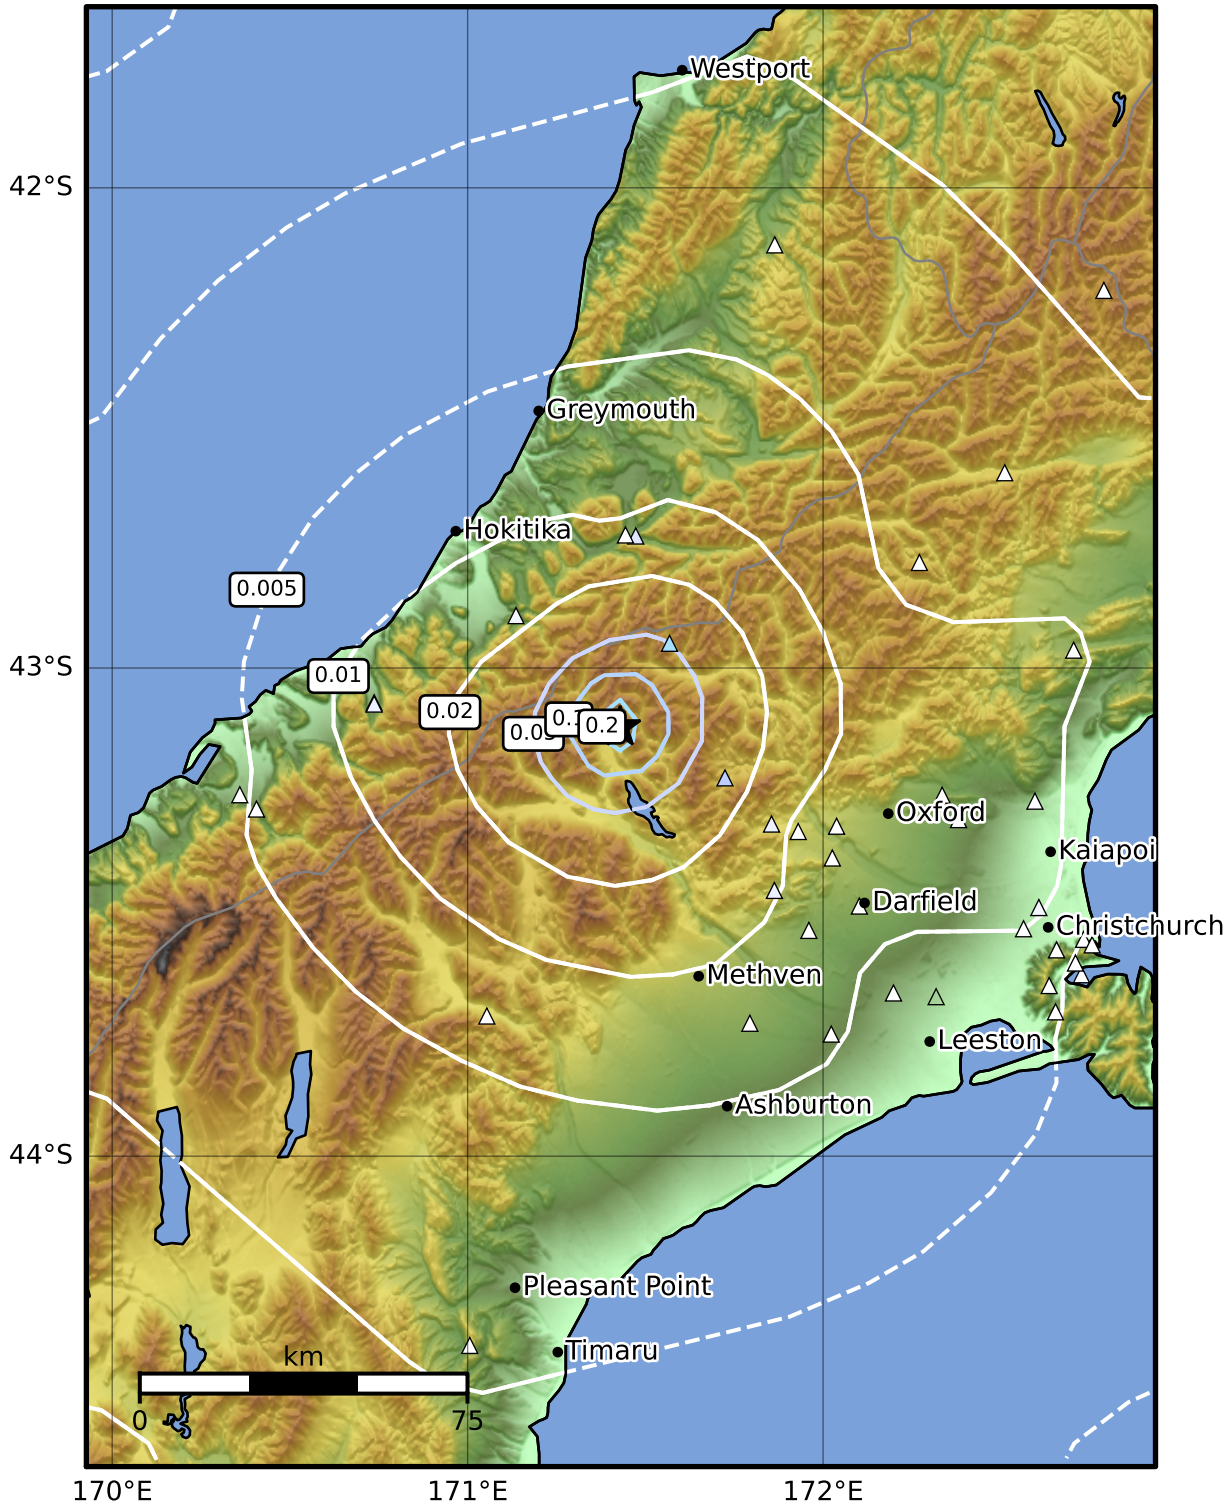 Westport
42°S
Greymouth
Hokitika
0.005
43°S
0.01
0.02
0.2
Oxford
Kaiapoi
Darfield
Christchurch
Methven
Leeston
Ashburton
44°S
Pleasant Point
Timaru
km
0
75
170°E
171°E
172°E